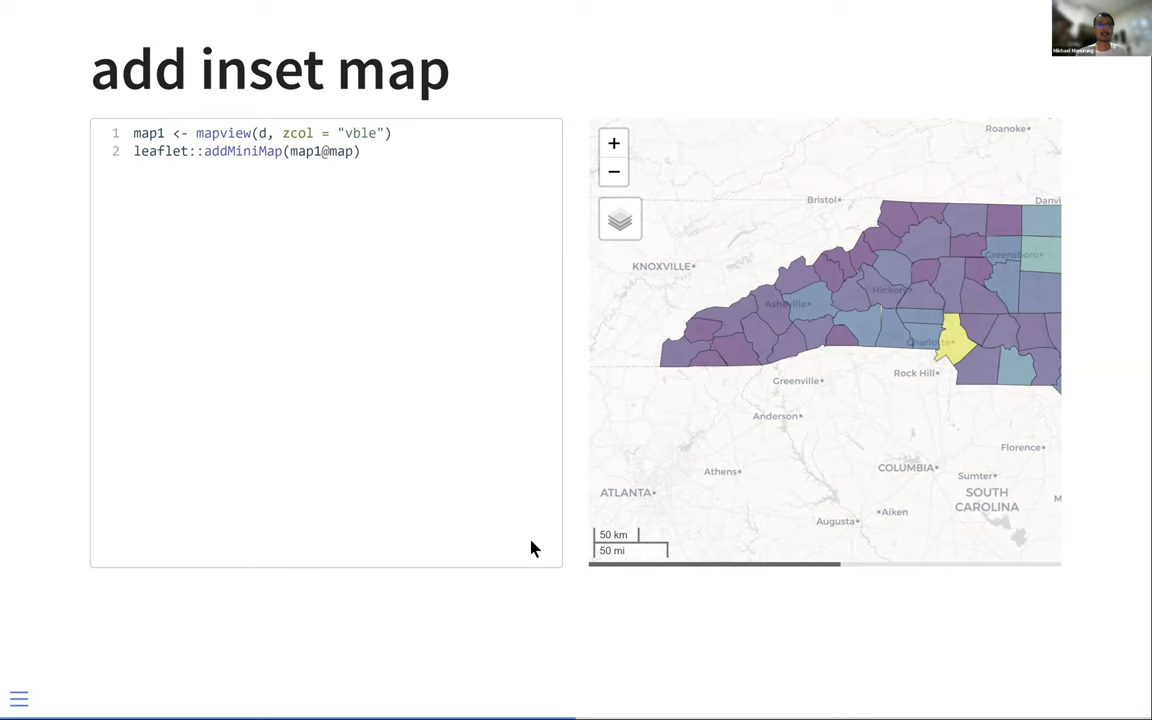 add inset map
Mikhael Manurung
1 map1 <- mapview(d, zcol = "vble")
2 leaflet::addMiniMap(map1@map)
+
−
Roanoke
Bristol
Danvi
KNOXVILLE
Greensboro
Hickory
Asheville
Charlotte
Rock Hill
Greenville
Anderson
Florence
Athens
COLUMBIA
Sumter
ATLANTA
SOUTH
CAROLINA
M
Aiken
Augusta
50 km
50 mi